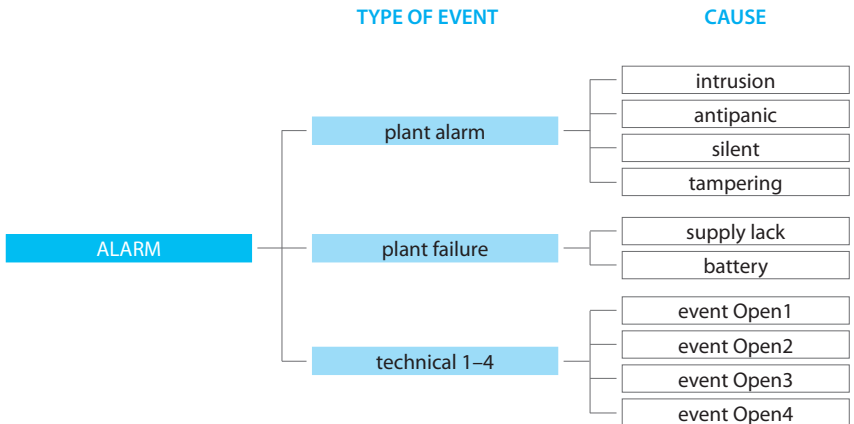 TYPE OF EVENT
CAUSE
ALARM
plant alarm
intrusion
antipanic
silent
tampering
plant failure
supply lack
battery
technical 1–4
event Open1
event Open2
event Open3
event Open4